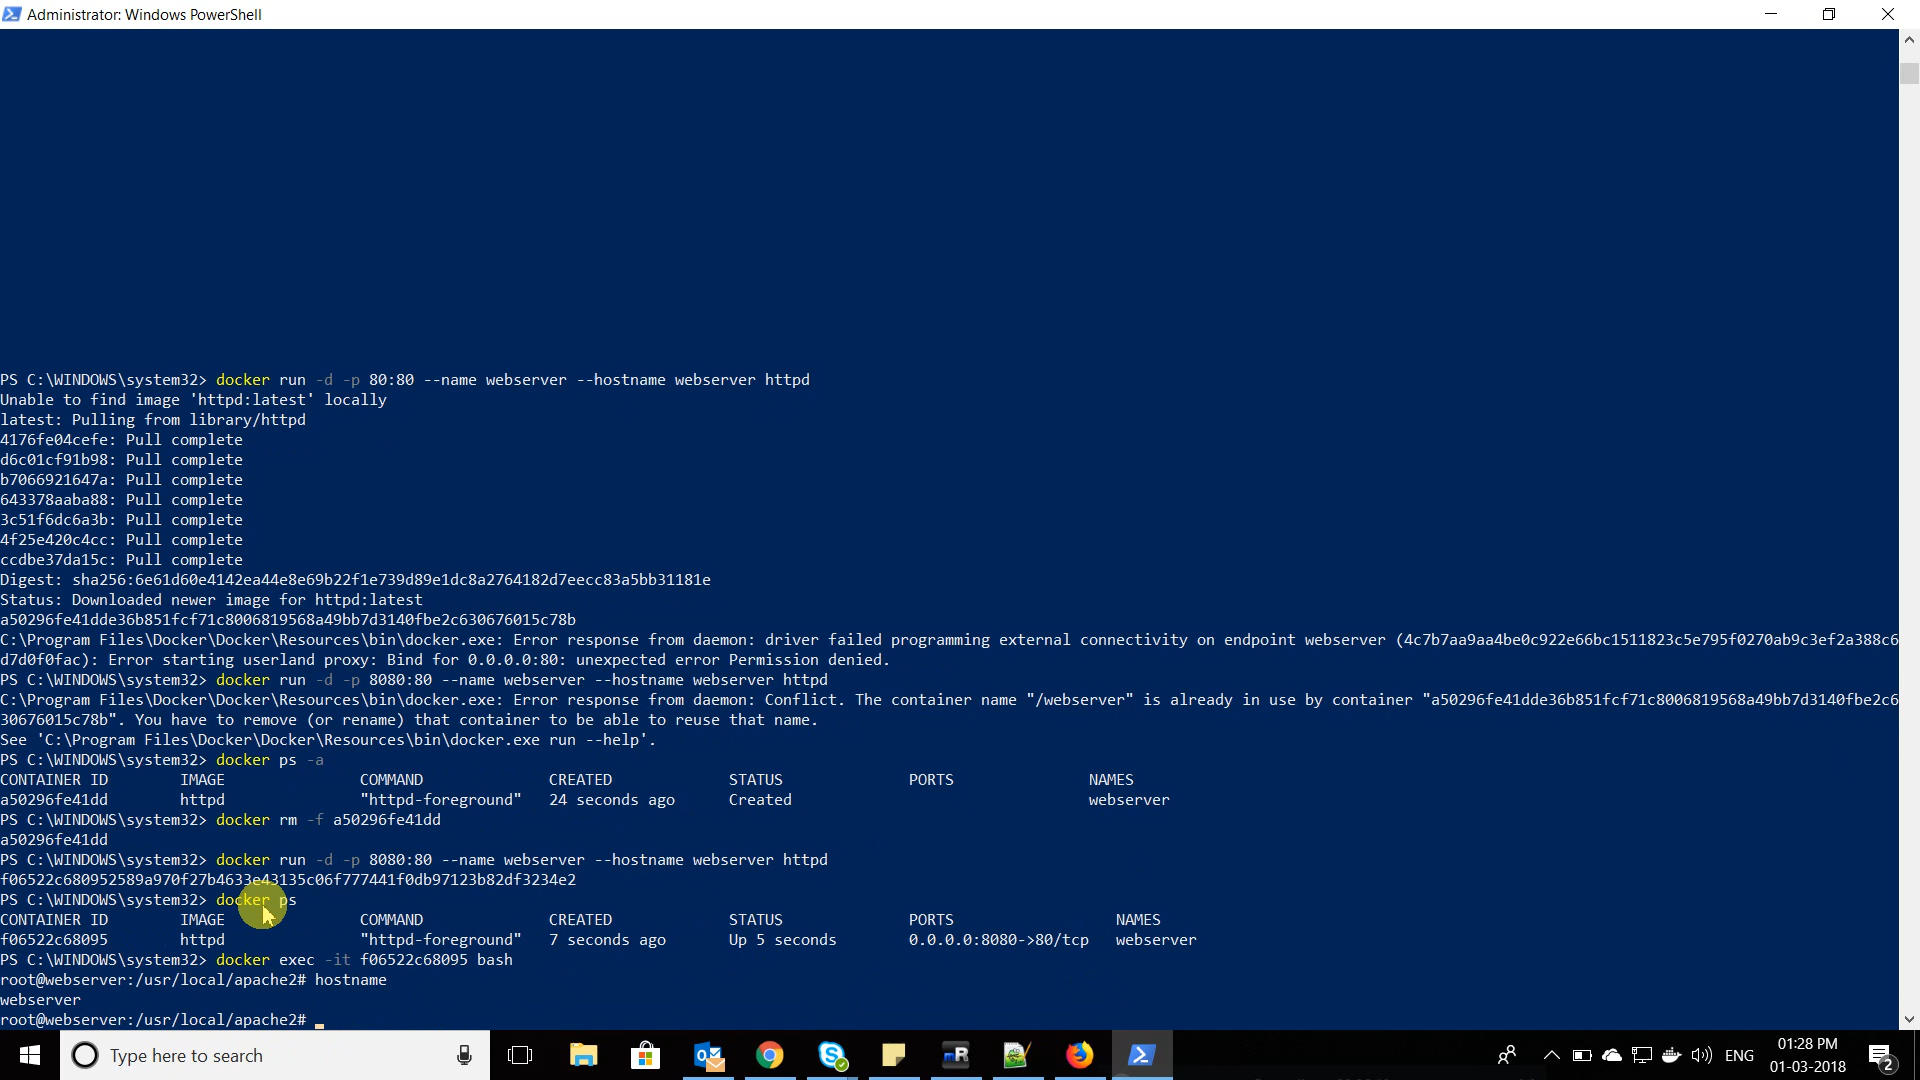 Administrator: Windows PowerShell
PS C:\WINDOWS\system32> docker run -d -p 80:80 --name webserver --hostname webserver httpd
Unable to find image 'httpd:latest' locally
latest: Pulling from library/httpd
4176fe04cefe: Pull complete
d6c01cf91b98: Pull complete
b7066921647a: Pull complete
643378aaba88: Pull complete
3c51f6dc6a3b: Pull complete
4f25e420c4cc: Pull complete
ccdbe37da15c: Pull complete
Digest: sha256:6e61d60e4142ea44e8e69b22f1e739d89e1dc8a2764182d7eecc83a5bb31181e
Status: Downloaded newer image for httpd:latest
a50296fe41dde36b851fcf71c8006819568a49bb7d3140fbe2c630676015c78b
C:\Program Files\Docker\Docker\Resources\bin\docker.exe: Error response from daemon: driver failed programming external connectivity on endpoint webserver (4c7b7aa9aa4be0c922e66bc1511823c5e795f0270ab9c3ef2a388c6
d7d0f0fac): Error starting userland proxy: Bind for 0.0.0.0:80: unexpected error Permission denied.
PS C:\WINDOWS\system32> docker run -d -p 8080:80 --name webserver --hostname webserver httpd
C:\Program Files\Docker\Docker\Resources\bin\docker.exe: Error response from daemon: Conflict. The container name "/webserver" is already in use by container "a50296fe41dde36b851fcf71c8006819568a49bb7d3140fbe2c6
30676015c78b". You have to remove (or rename) that container to be able to reuse that name.
See 'C:\Program Files\Docker\Docker\Resources\bin\docker.exe run --help'.
PS C:\WINDOWS\system32> docker ps -a
CONTAINER ID IMAGE COMMAND CREATED STATUS PORTS NAMES
a50296fe41dd httpd "httpd-foreground" 24 seconds ago Created webserver
PS C:\WINDOWS\system32> docker rm -f a50296fe41dd
a50296fe41dd
PS C:\WINDOWS\system32> docker run -d -p 8080:80 --name webserver --hostname webserver httpd
f06522c680952589a970f27b4633e43135c06f777441f0db97123b82df3234e2
PS C:\WINDOWS\system32> docker ps
CONTAINER ID IMAGE COMMAND CREATED STATUS PORTS NAMES
f06522c68095 httpd "httpd-foreground" 7 seconds ago Up 5 seconds 0.0.0.0:8080->80/tcp webserver
PS C:\WINDOWS\system32> docker exec -it f06522c68095 bash
root@webserver:/usr/local/apache2# hostname
webserver
root@webserver:/usr/local/apache2#
Type here to search
mR
ENG
01:28 PM
01-03-2018
2